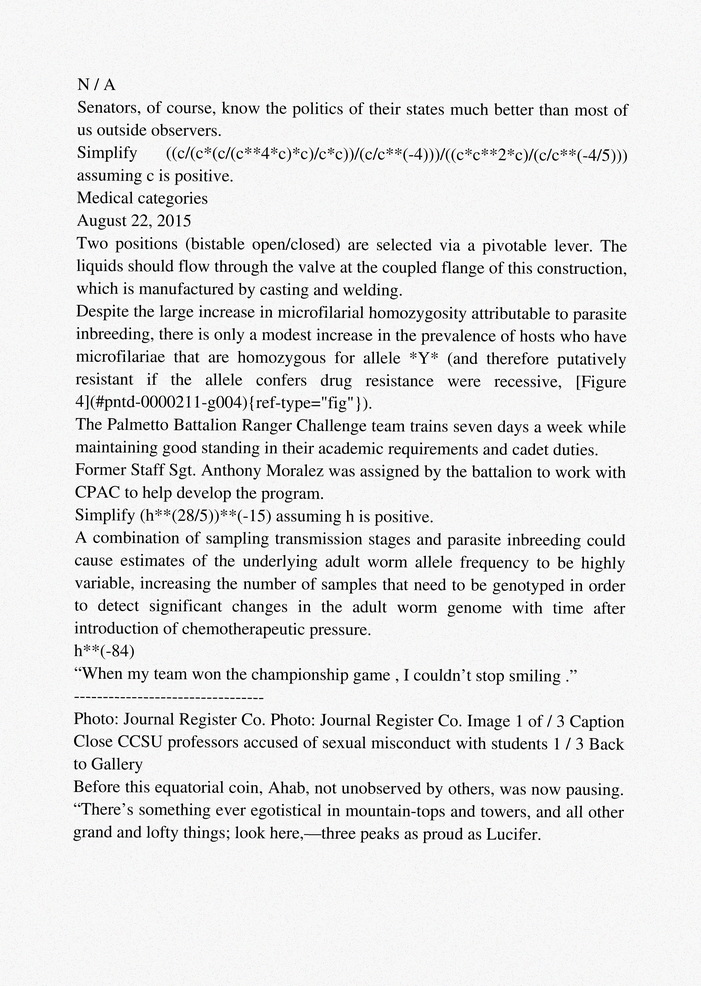 N / A
Senators, of course, know the politics of their states much better than most of
us outside observers.
Simplify ((c/(c*(c/(c**4*c)*c)/c*c))/(c/c**(-4)))/((c*c**2*c)/(c/c**(-4/5)))
assuming c is positive.
Medical categories
August 22, 2015
Two positions (bistable open/closed) are selected via a pivotable lever. The
liquids should flow through the valve at the coupled flange of this construction,
which is manufactured by casting and welding.
Despite the large increase in microfilarial homozygosity attributable to parasite
inbreeding, there is only a modest increase in the prevalence of hosts who have
microfilariae that are homozygous for allele *Y* (and therefore putatively
resistant if the allele confers drug resistance were recessive, [Figure
4](#pntd-0000211-g004){ref-type="fig"}).
The Palmetto Battalion Ranger Challenge team trains seven days a week while
maintaining good standing in their academic requirements and cadet duties.
Former Staff Sgt. Anthony Moralez was assigned by the battalion to work with
CPAC to help develop the program.
Simplify (h**(28/5))**(-15) assuming h is positive.
A combination of sampling transmission stages and parasite inbreeding could
cause estimates of the underlying adult worm allele frequency to be highly
variable, increasing the number of samples that need to be genotyped in order
to detect significant changes in the adult worm genome with time after
introduction of chemotherapeutic pressure.
h**(-84)
“When my team won the championship game , I couldn’t stop smiling .”
---------------------------------
Photo: Journal Register Co. Photo: Journal Register Co. Image 1 of / 3 Caption
Close CCSU professors accused of sexual misconduct with students 1 / 3 Back
to Gallery
Before this equatorial coin, Ahab, not unobserved by others, was now pausing.
“There’s something ever egotistical in mountain-tops and towers, and all other
grand and lofty things; look here,—three peaks as proud as Lucifer.